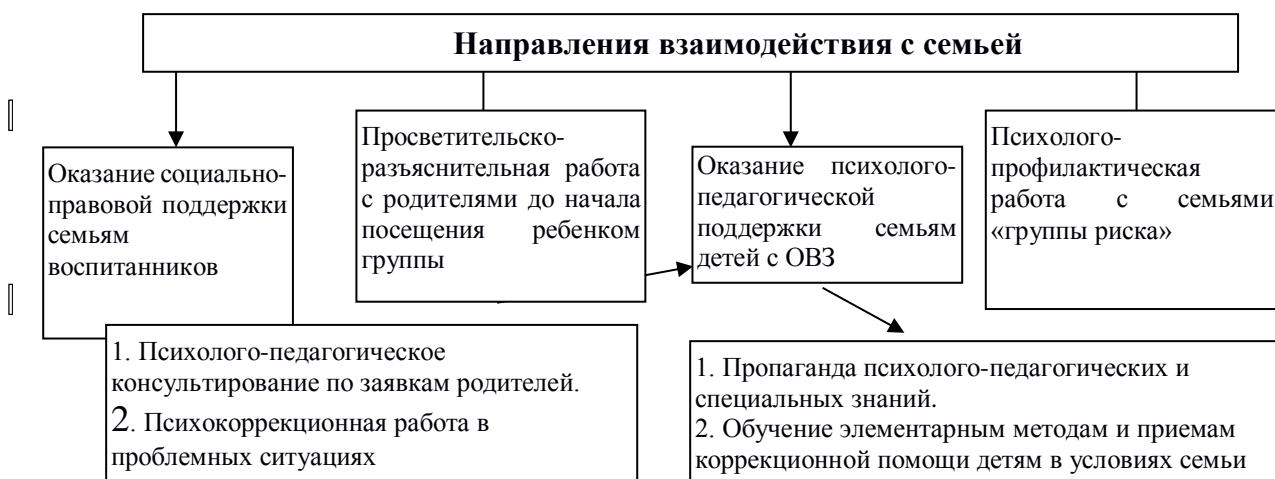 Направления взаимодействия с семьей
Оказание социально-
правовой поддержки
семьям
воспитанников
Просветительско-
разъяснительная работа
с родителями до начала
посещения ребенком
группы
Оказание психолого-
педагогической
поддержки семьям
детей с ОВЗ
Психолого-
профилактическая
работа с семьями
«группы риска»
1. Психолого-педагогическое
консультирование по заявкам родителей.
2. Психокоррекционная работа в
проблемных ситуациях
1. Пропаганда психолого-педагогических и
специальных знаний.
2. Обучение элементарным методам и приемам
коррекционной помощи детям в условиях семьи